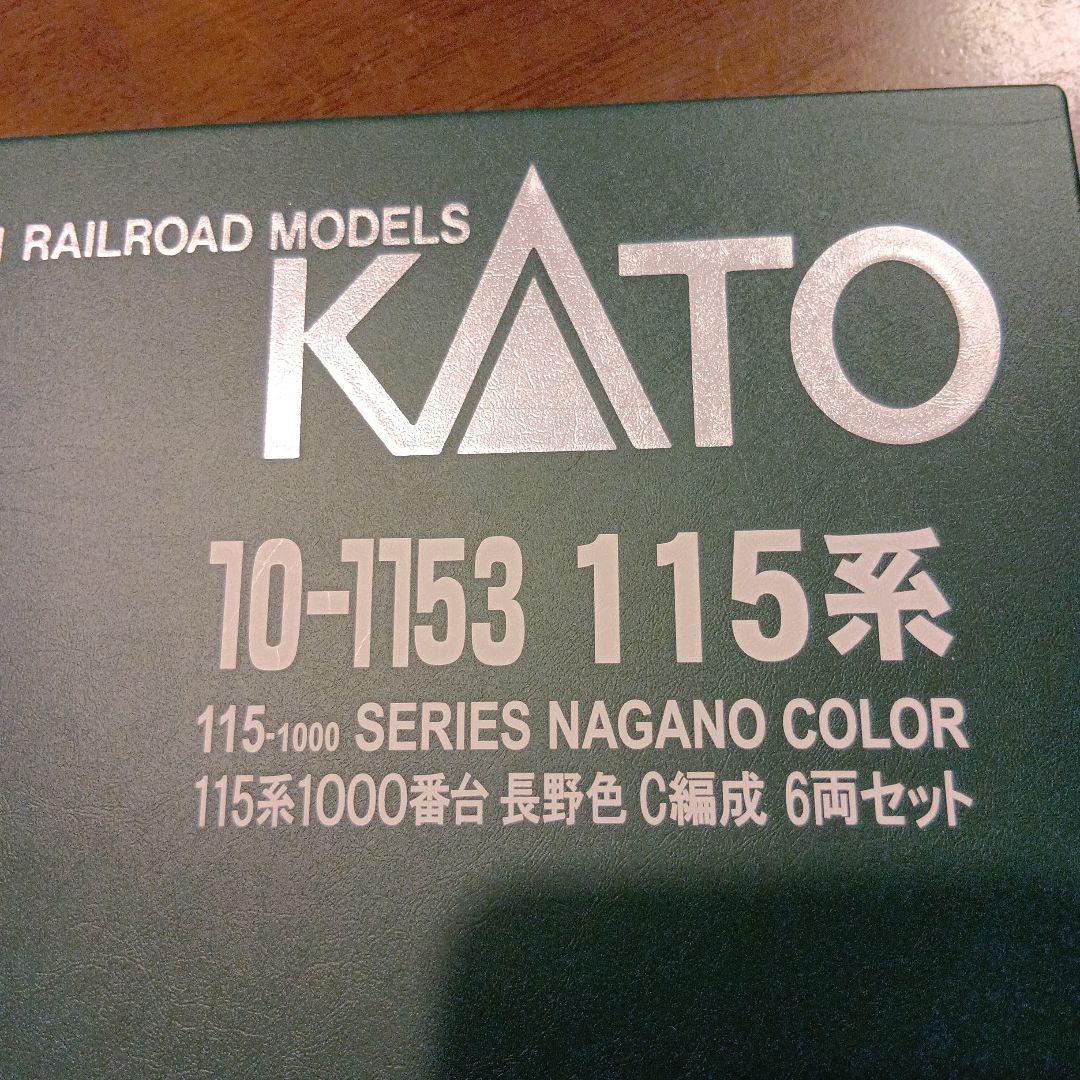 RAILROAD MODELS
KATO
10-1153 115系
115-1000 SERIES NAGANO COLOR
115系1000番台 長野色 C編成 6両セット